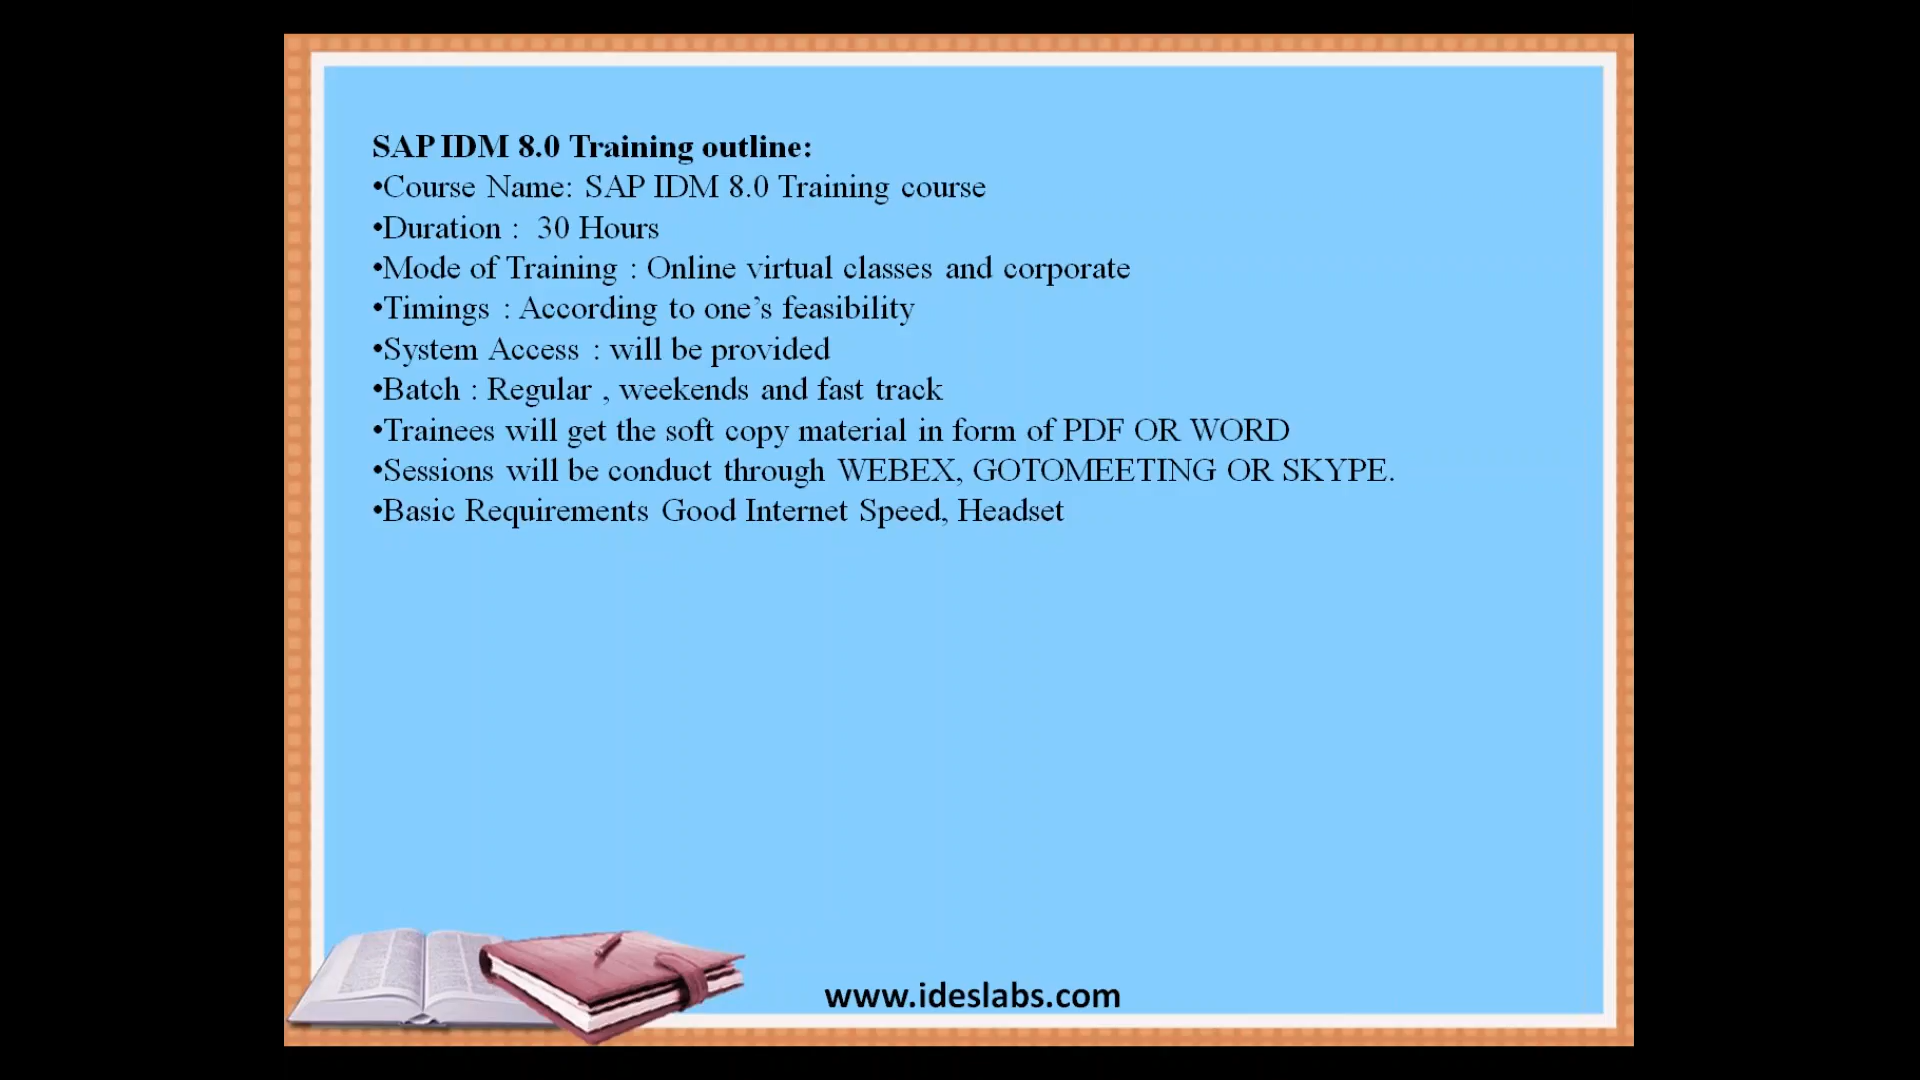 SAP IDM 8.0 Training outline:
•Course Name: SAP IDM 8.0 Training course
•Duration :  30 Hours
•Mode of Training : Online virtual classes and corporate
•Timings : According to one’s feasibility
•System Access : will be provided
•Batch : Regular , weekends and fast track
•Trainees will get the soft copy material in form of PDF OR WORD
•Sessions will be conduct through WEBEX, GOTOMEETING OR SKYPE.
•Basic Requirements Good Internet Speed, Headset
www.ideslabs.com